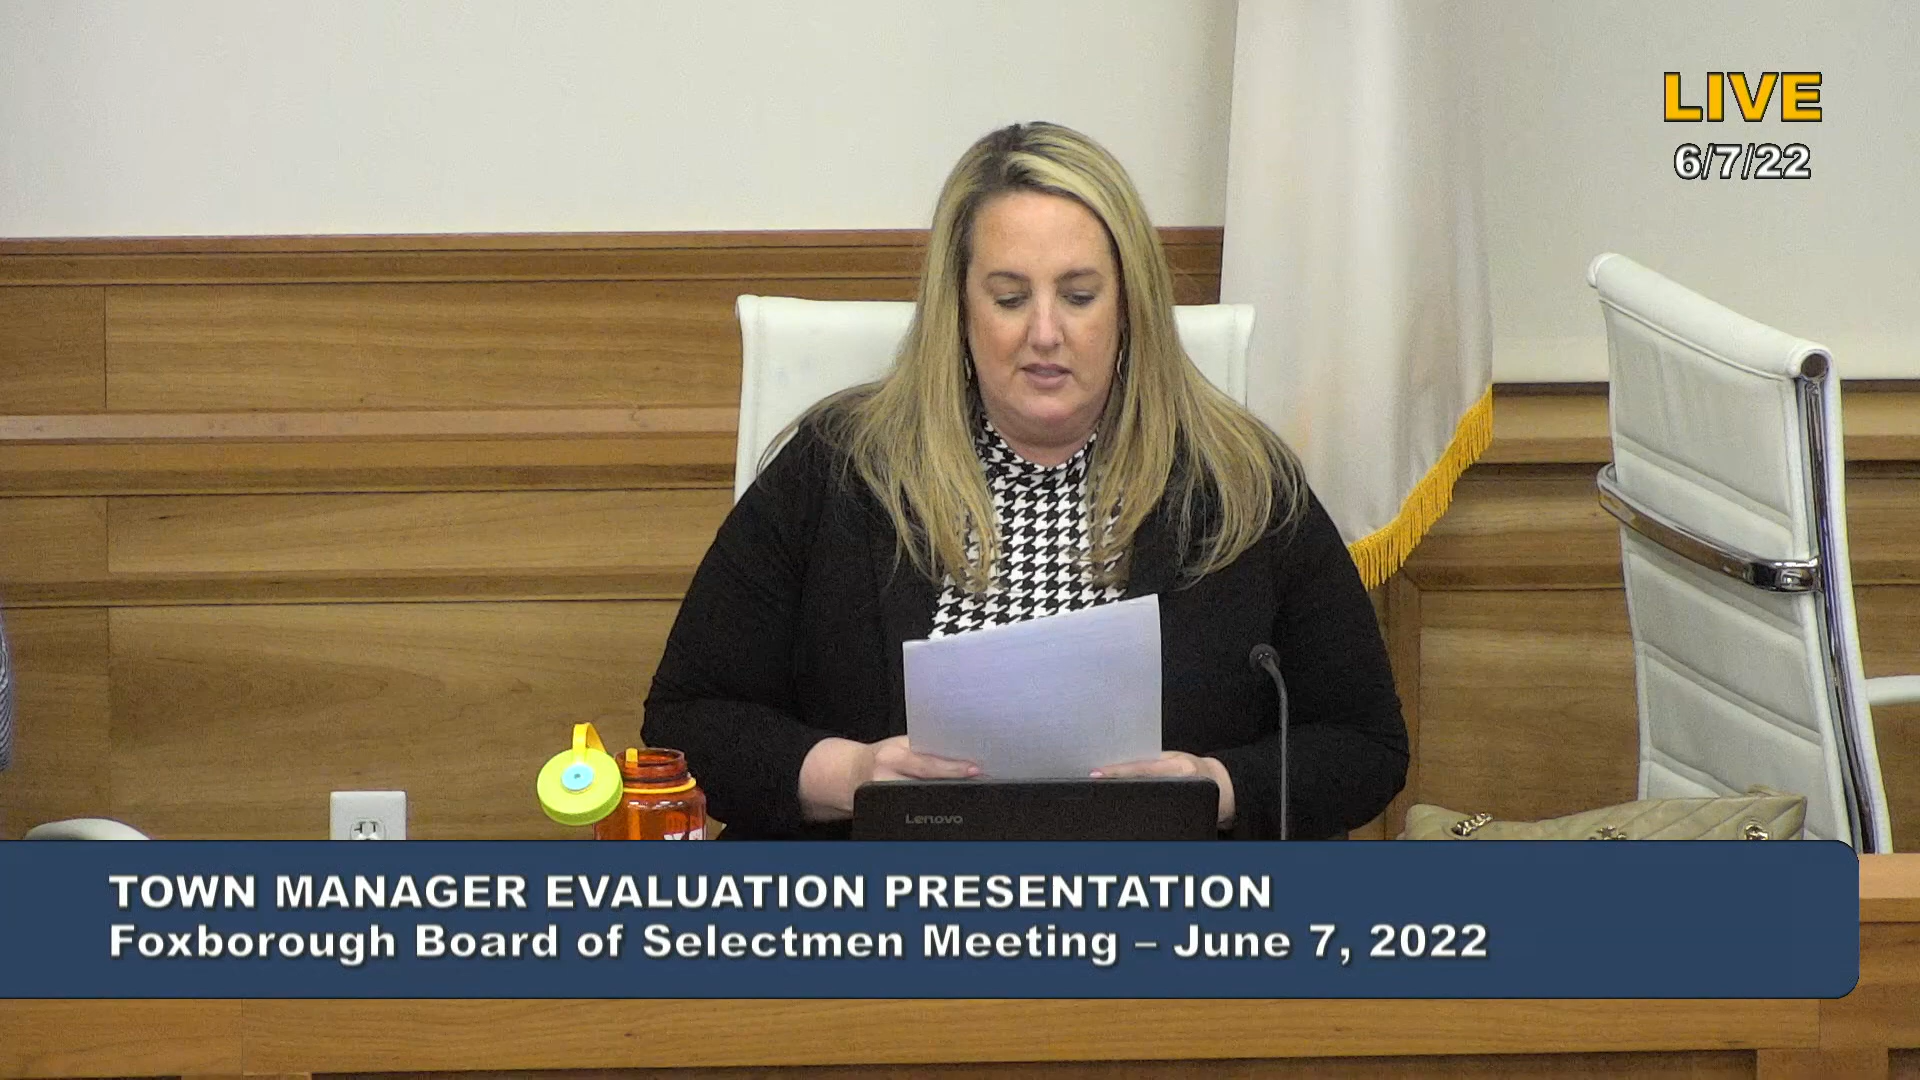 LIVE
6/7/22
Lenovo
TOWN MANAGER EVALUATION PRESENTATION
Foxborough Board of Selectmen Meeting – June 7, 2022